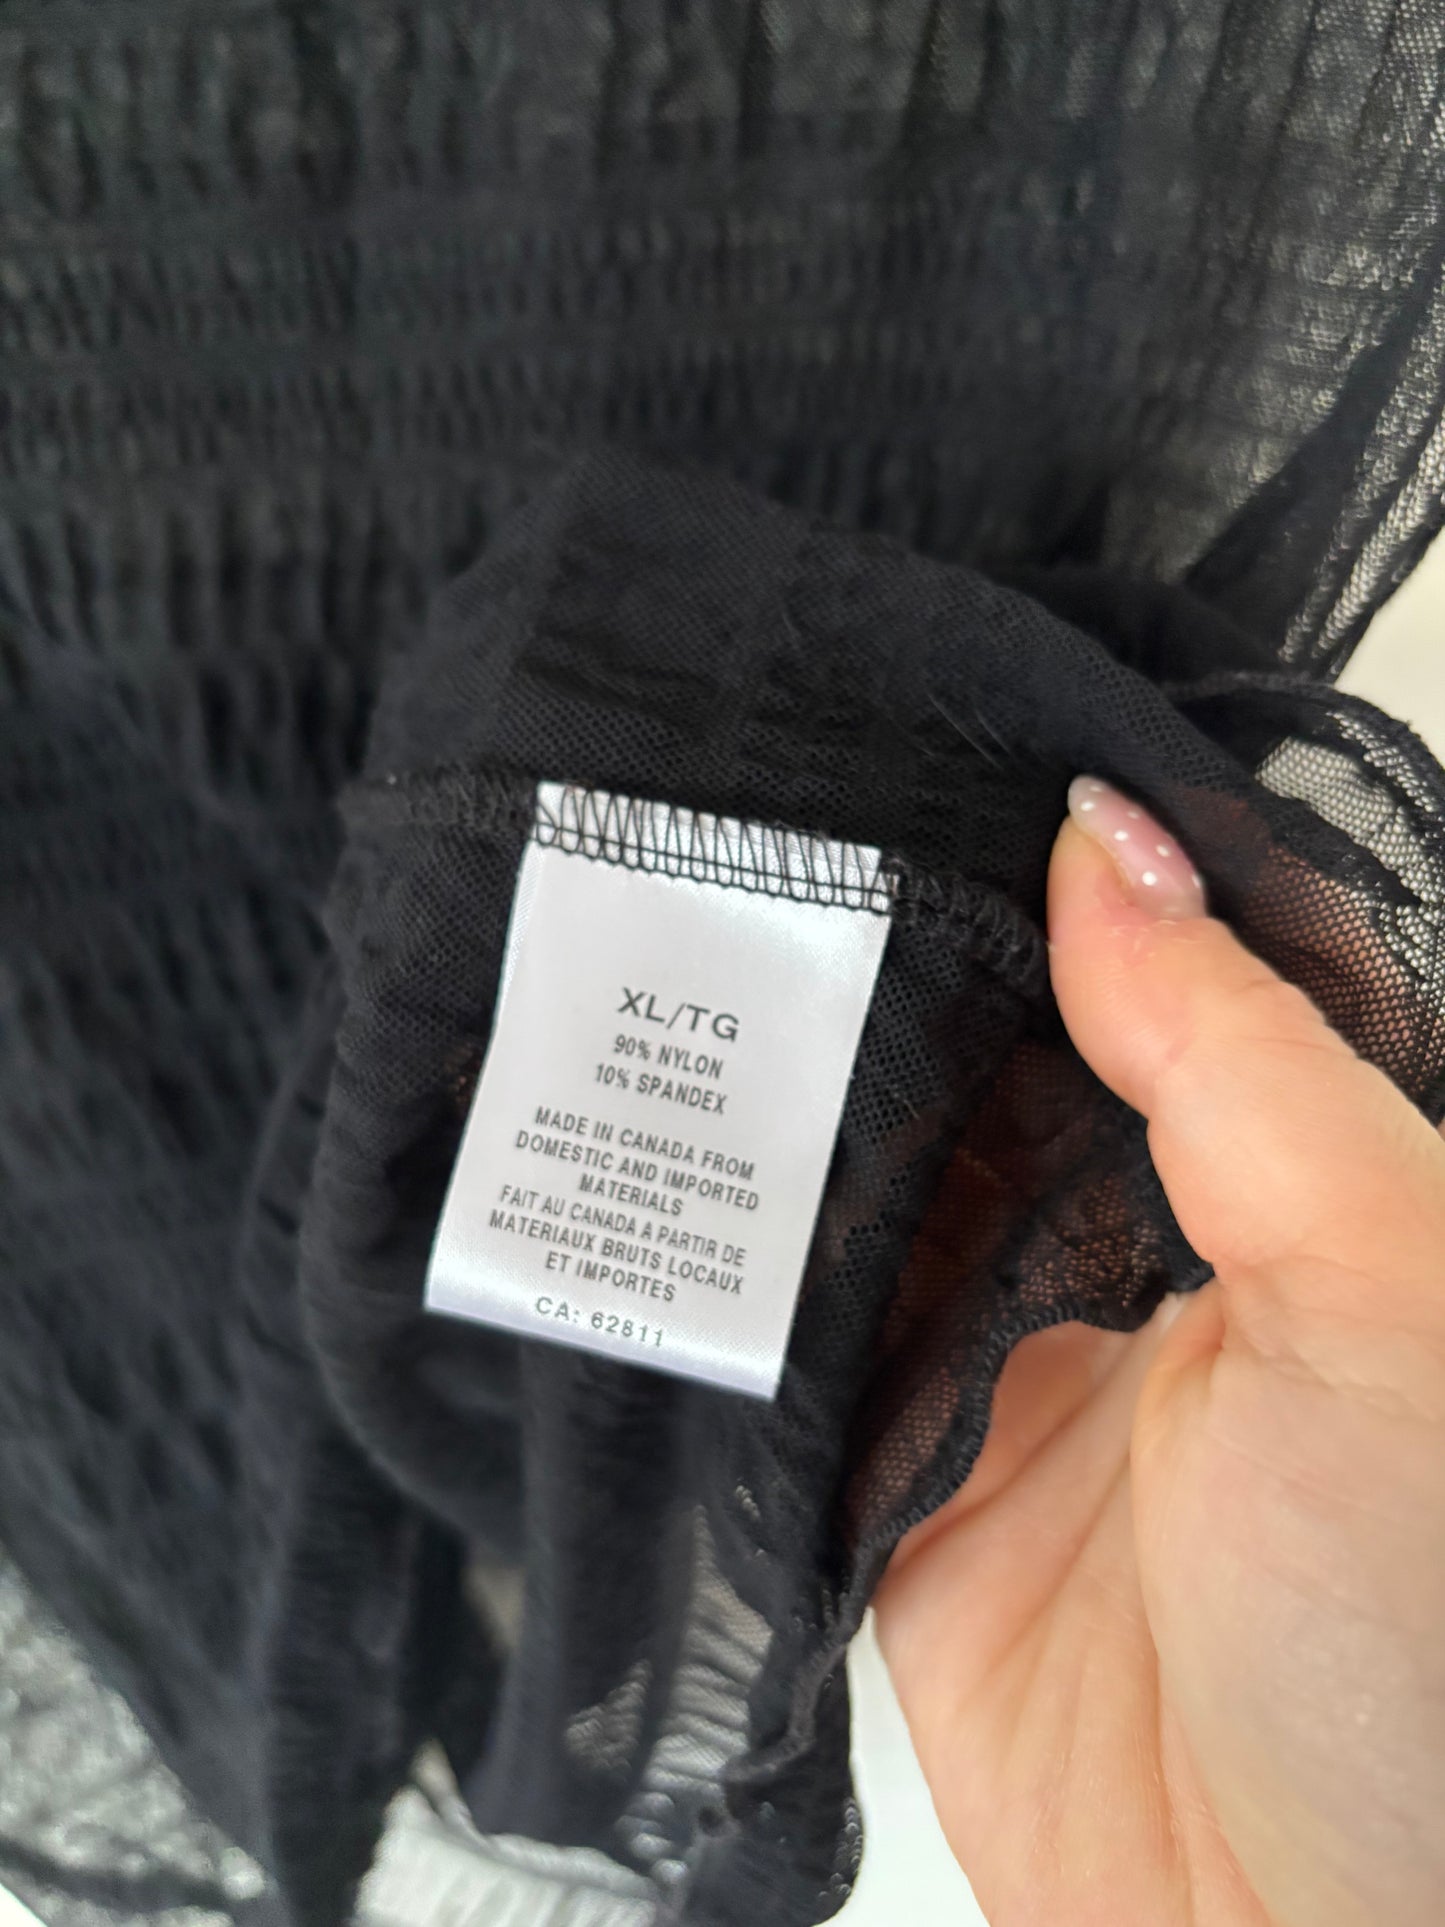 XL/TG
90% NYLON
10% SPANDEX
MADE IN CANADA FROM
DOMESTIC AND IMPORTED
MATERIALS
FAIT AU CANADA A PARTIR DE
MATERIAUX BRUTS LOCAUX
ET IMPORTES
CA: 62811